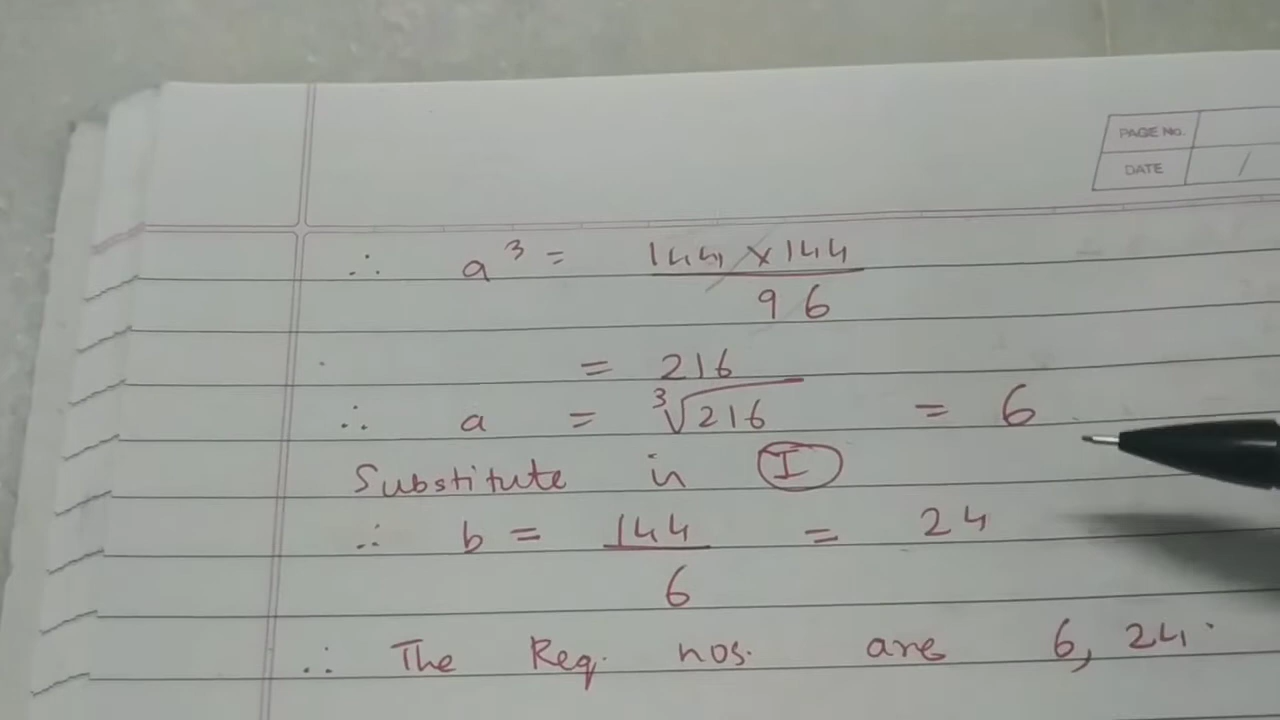 PAGE No.
DATE /
∴ a³ = 144 × 144 / 96
= 216
∴ a = ∛216 = 6
Substitute in I
∴ b = 144 / 6 = 24
∴ The Req. nos. are 6, 24.